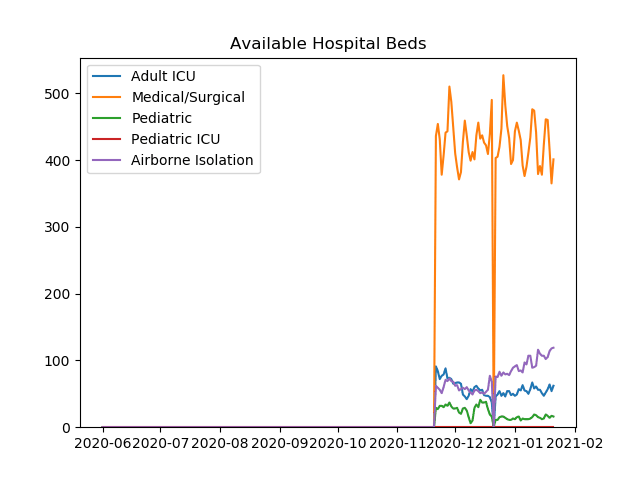 Available Hospital Beds
Adult ICU
Medical/Surgical
Pediatric
Pediatric ICU
Airborne Isolation
500
400
300
200
100
0
2020-06 2020-07 2020-08 2020-09 2020-10 2020-11 2020-12 2021-01 2021-02